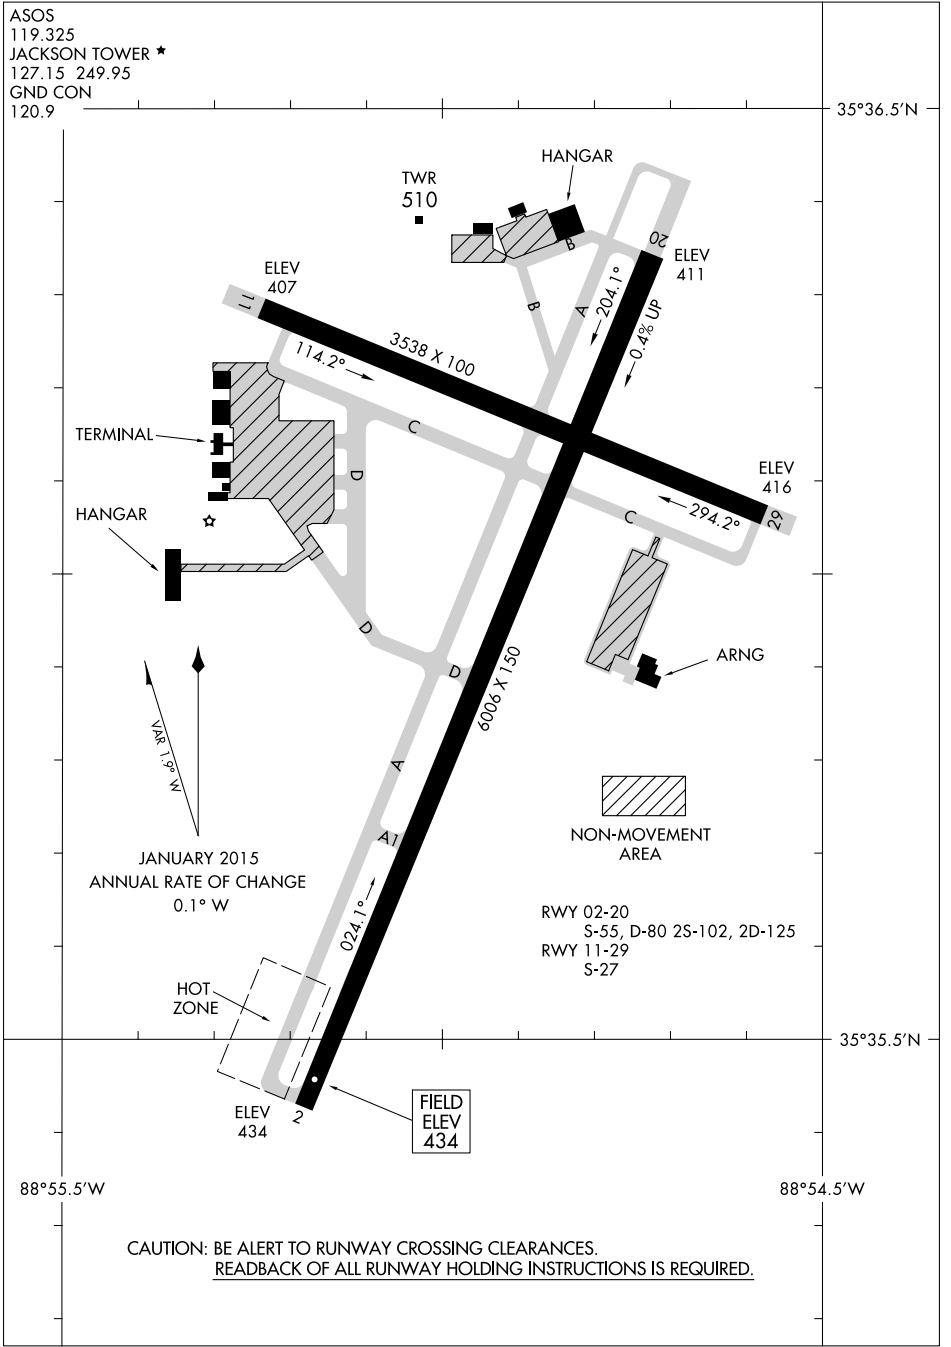 ASOS
119.325
JACKSON TOWER ★
127.15 249.95
GND CON
120.9
35°36.5'N
HANGAR
TWR
510
20
B
ELEV
411
ELEV
407
11
204.1°
A
B
0.4% UP
3538 X 100
114.2°
C
TERMINAL
D
ELEV
416
HANGAR
C
294.2°
29
D
ARNG
D
6006 X 150
VAR 1.9° W
A
NON-MOVEMENT
AREA
A1
JANUARY 2015
ANNUAL RATE OF CHANGE
0.1° W
024.1°
RWY 02-20
S-55, D-80 2S-102, 2D-125
RWY 11-29
S-27
HOT
ZONE
35°35.5'N
ELEV
434
2
FIELD
ELEV
434
88°55.5'W
88°54.5'W
CAUTION: BE ALERT TO RUNWAY CROSSING CLEARANCES.
READBACK OF ALL RUNWAY HOLDING INSTRUCTIONS IS REQUIRED.